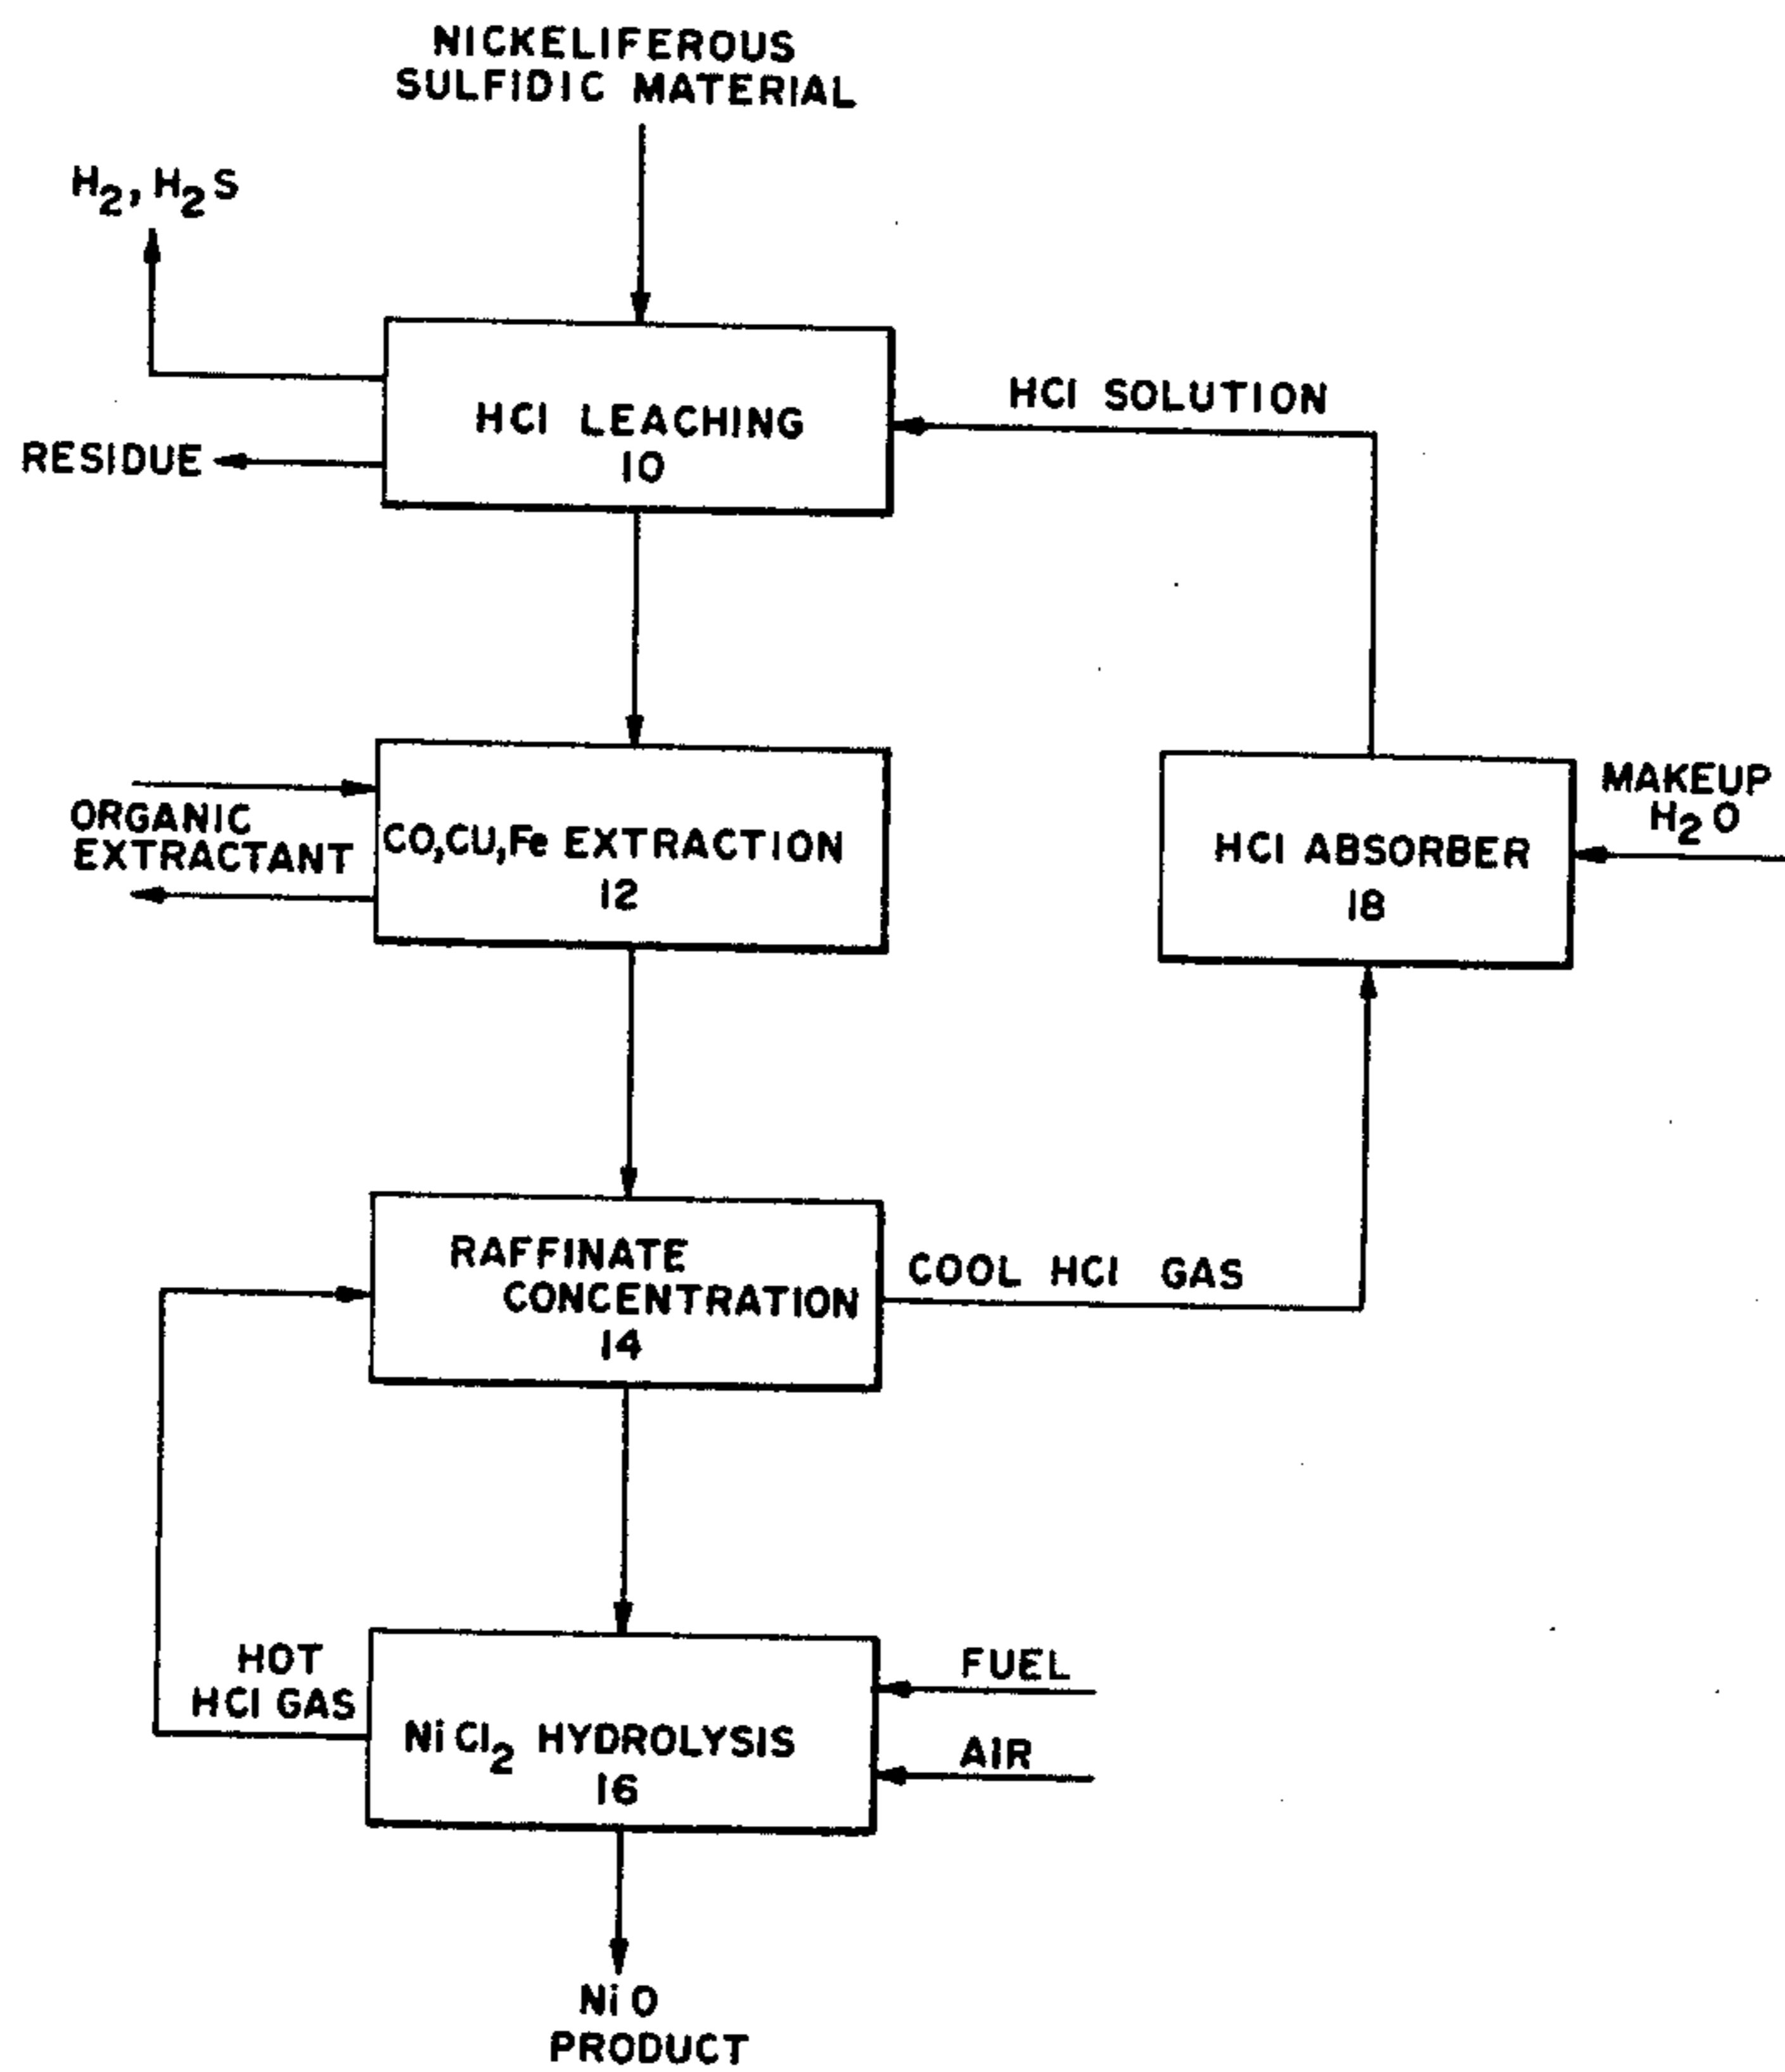 NICKELIFEROUS
SULFIDIC MATERIAL
H2, H2S
HCl LEACHING
10
HCl SOLUTION
RESIDUE
ORGANIC
EXTRACTANT
CO,CU,Fe EXTRACTION
12
MAKEUP
H2O
HCl ABSORBER
18
RAFFINATE
CONCENTRATION
14
COOL HCl GAS
HOT
HCl GAS
NiCl2 HYDROLYSIS
16
FUEL
AIR
NiO
PRODUCT